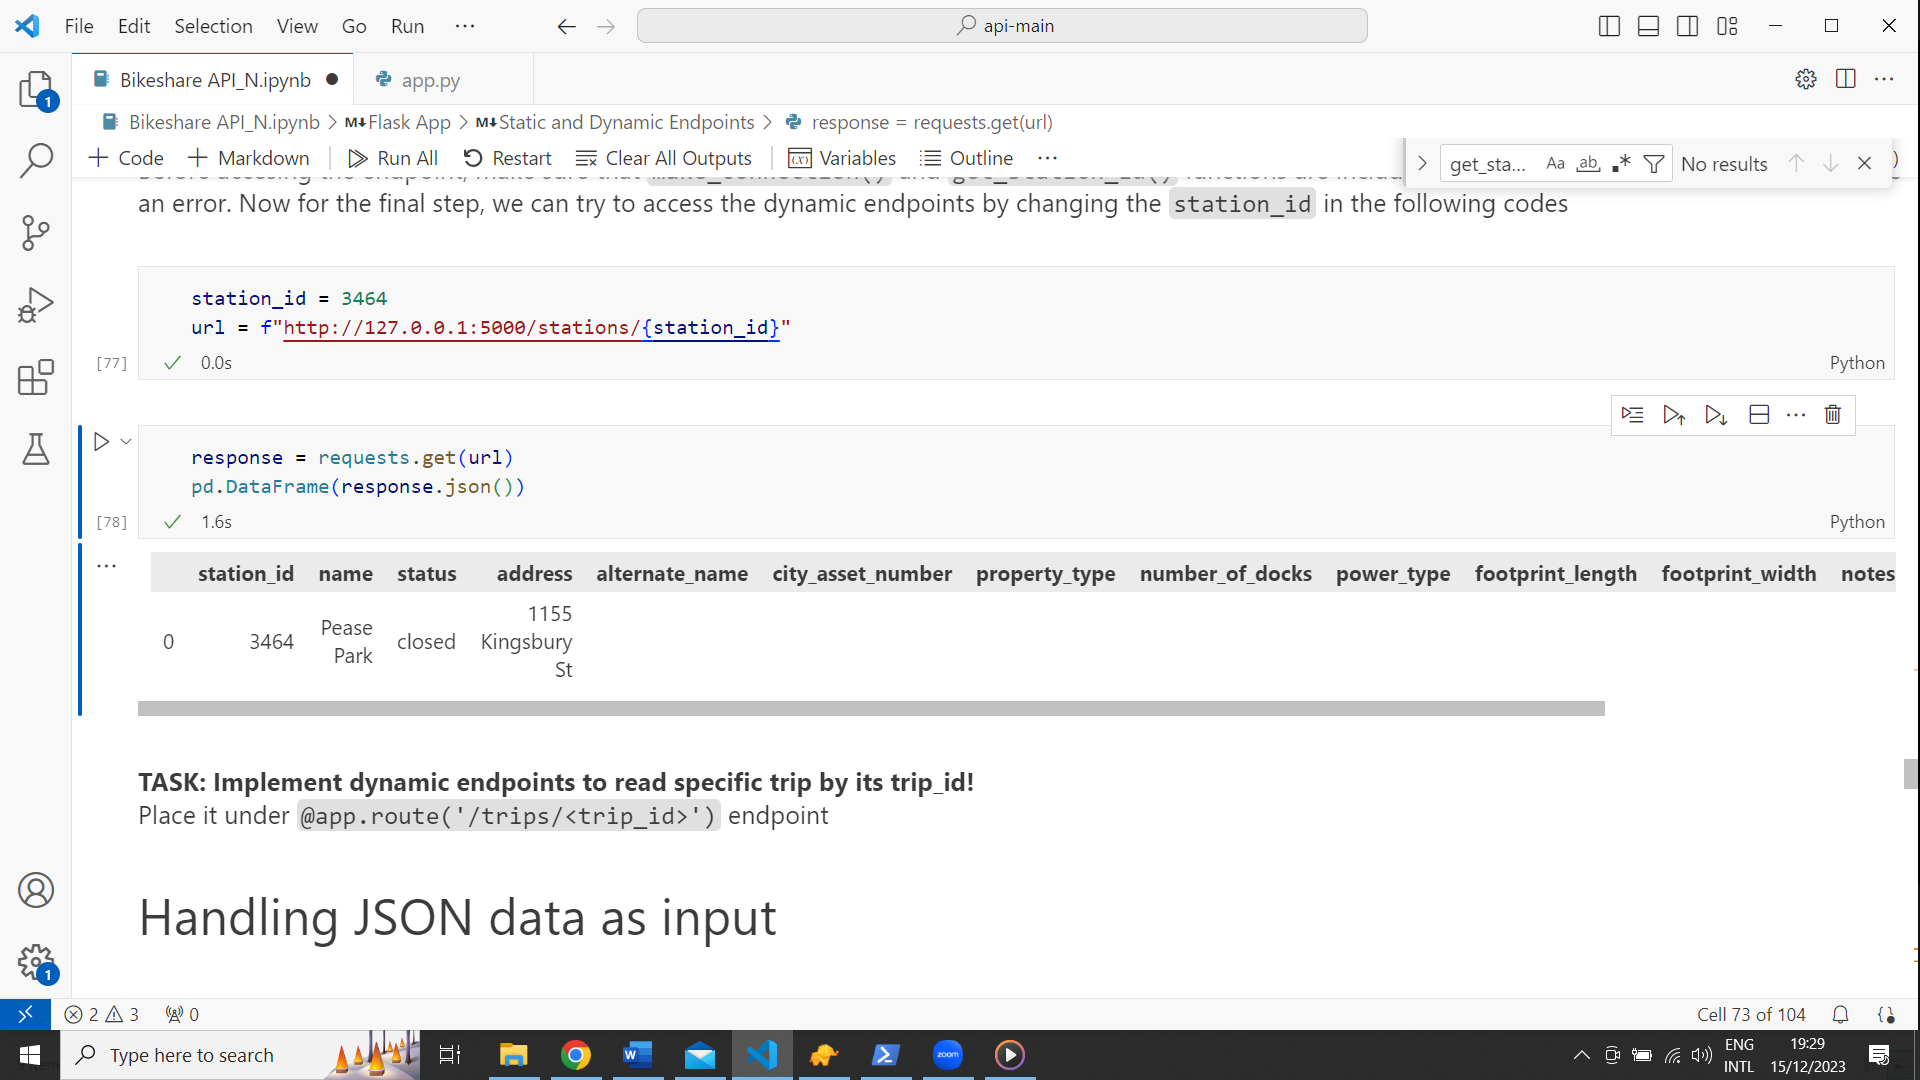 File Edit Selection View Go Run ···
api-main
Bikeshare API_N.ipynb
app.py
Bikeshare API_N.ipynb > M↓Flask App > M↓Static and Dynamic Endpoints > response = requests.get(url)
+ Code + Markdown Run All Restart Clear All Outputs Variables Outline ···
get_sta... Aa ab .* No results
an error. Now for the final step, we can try to access the dynamic endpoints by changing the station_id in the following codes
station_id = 3464
url = f"http://127.0.0.1:5000/stations/{station_id}"
[77] 0.0s Python
response = requests.get(url)
pd.DataFrame(response.json())
[78] 1.6s Python
station_id name status address alternate_name city_asset_number property_type number_of_docks power_type footprint_length footprint_width notes
0 3464 Pease Park closed 1155 Kingsbury St
TASK: Implement dynamic endpoints to read specific trip by its trip_id!
Place it under @app.route('/trips/<trip_id>') endpoint
Handling JSON data as input
1
1
2 3 0
Cell 73 of 104
Type here to search
zoom
ENG
INTL
19:29
15/12/2023